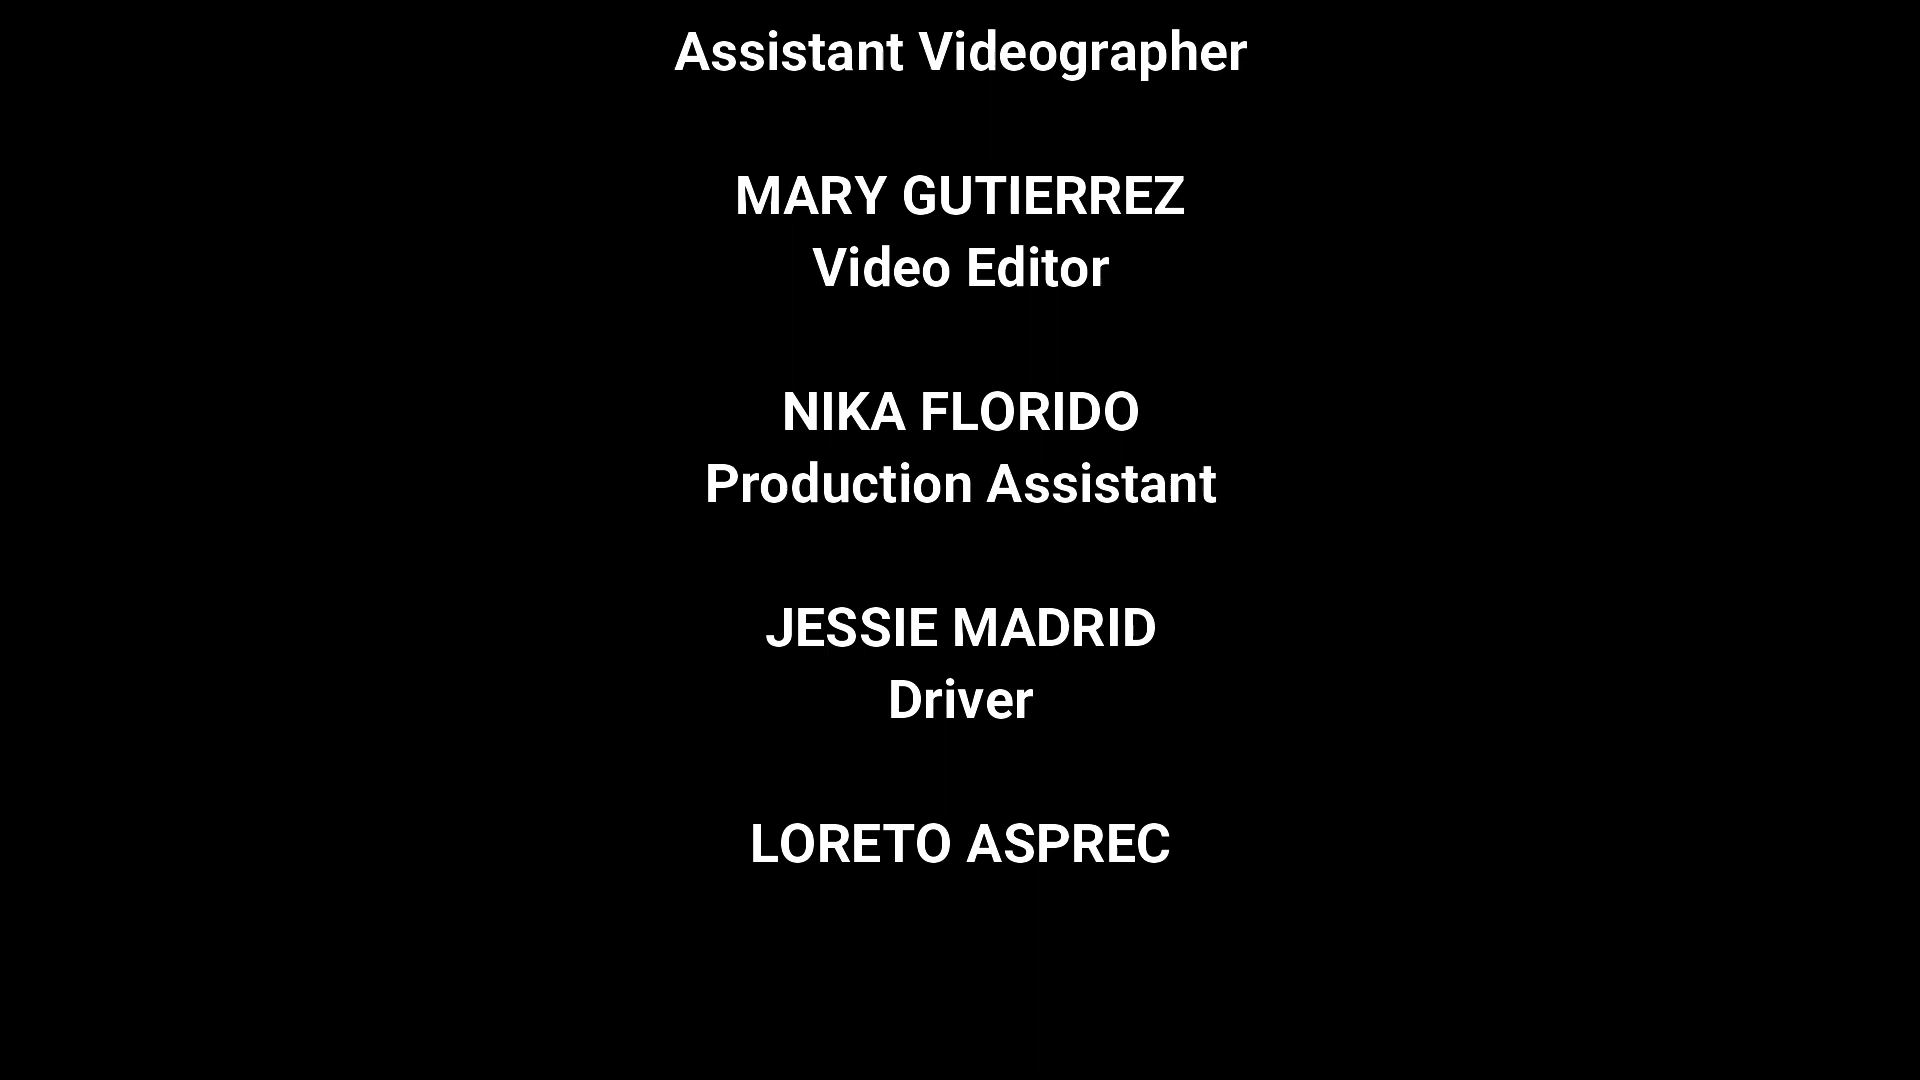 Assistant Videographer
MARY GUTIERREZ
Video Editor
NIKA FLORIDO
Production Assistant
JESSIE MADRID
Driver
LORETO ASPREC